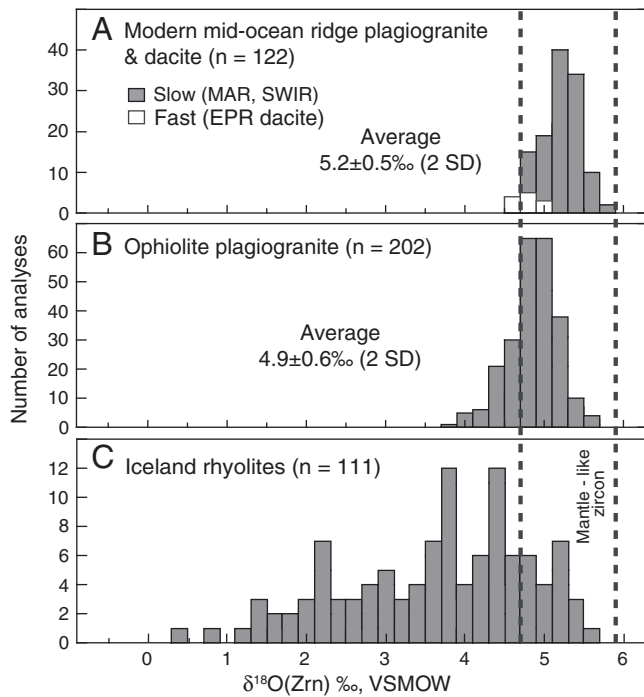 A Modern mid-ocean ridge plagiogranite
& dacite (n = 122)
Slow (MAR, SWIR)
Fast (EPR dacite)
Average
5.2±0.5‰ (2 SD)
40
30
20
10
0
B Ophiolite plagiogranite (n = 202)
Average
4.9±0.6‰ (2 SD)
60
50
40
30
20
10
0
Number of analyses
C Iceland rhyolites (n = 111)
Mantle - like
zircon
12
10
8
6
4
2
0
0 1 2 3 4 5 6
δ¹⁸O(Zrn) ‰, VSMOW